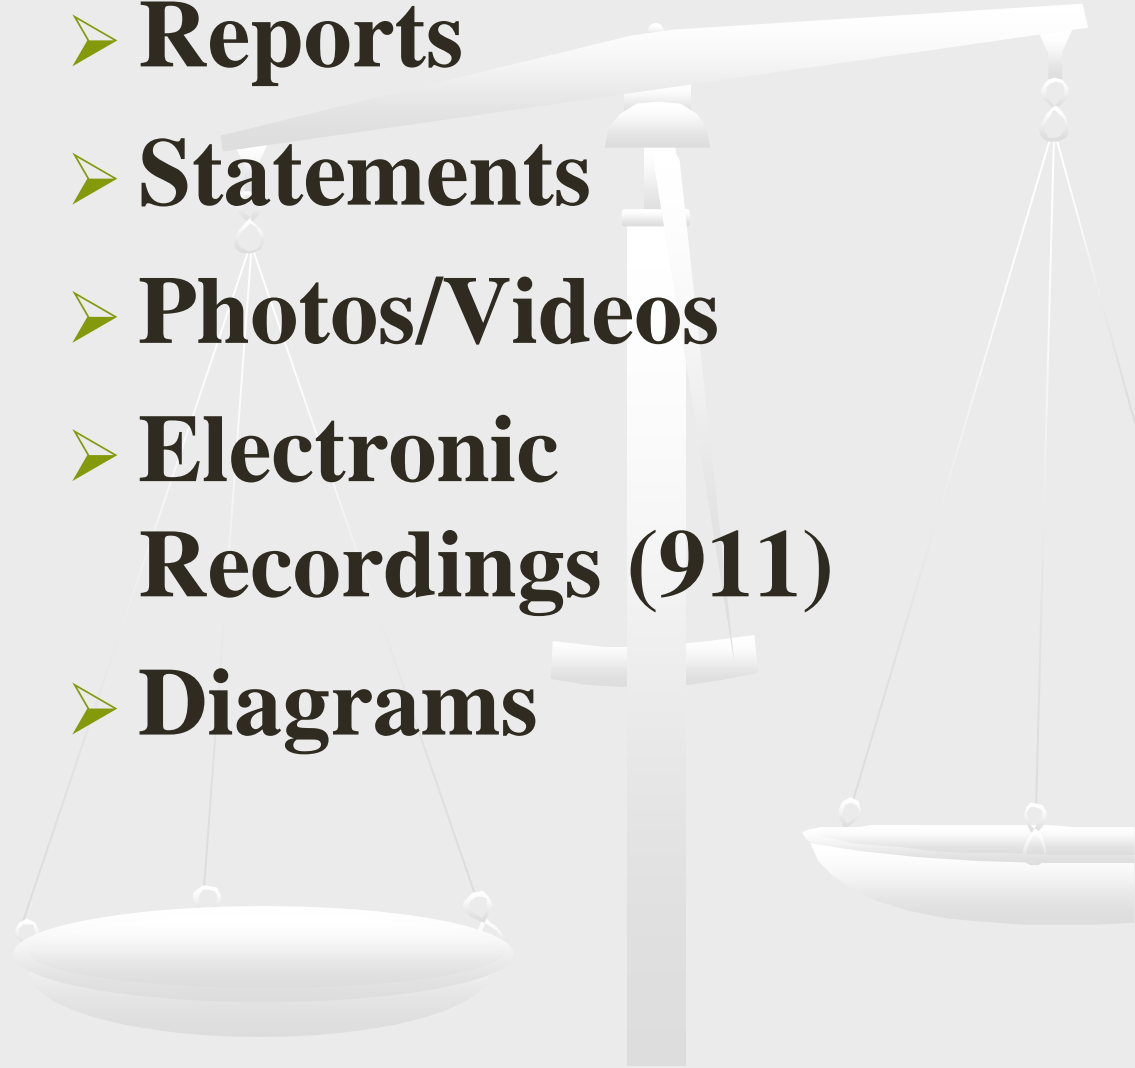 Reports
Statements
Photos/Videos
Electronic
Recordings (911)
Diagrams